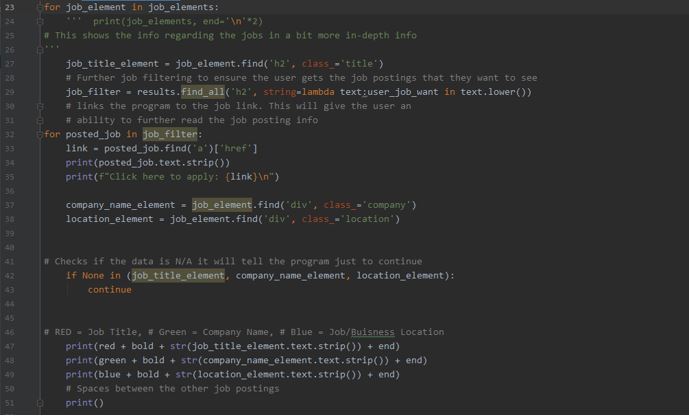 23 for job_element in job_elements:
24     '''  print(job_elements, end='\n'*2)
25 # This shows the info regarding the jobs in a bit more in-depth info
26 '''
27     job_title_element = job_element.find('h2', class_='title')
28     # Further job filtering to ensure the user gets the job postings that they want to see
29     job_filter = results.find_all('h2', string=lambda text:user_job_want in text.lower())
30     # links the program to the job link. This will give the user an
31     # ability to further read the job posting info
32 for posted_job in job_filter:
33     link = posted_job.find('a')['href']
34     print(posted_job.text.strip())
35     print(f"Click here to apply: {link}\n")
36
37     company_name_element = job_element.find('div', class_='company')
38     location_element = job_element.find('div', class_='location')
39
40
41 # Checks if the data is N/A it will tell the program just to continue
42     if None in (job_title_element, company_name_element, location_element):
43         continue
44
45
46 # RED = Job Title, # Green = Company Name, # Blue = Job/Buisness Location
47     print(red + bold + str(job_title_element.text.strip()) + end)
48     print(green + bold + str(company_name_element.text.strip()) + end)
49     print(blue + bold + str(location_element.text.strip()) + end)
50     # Spaces between the other job postings
51     print()